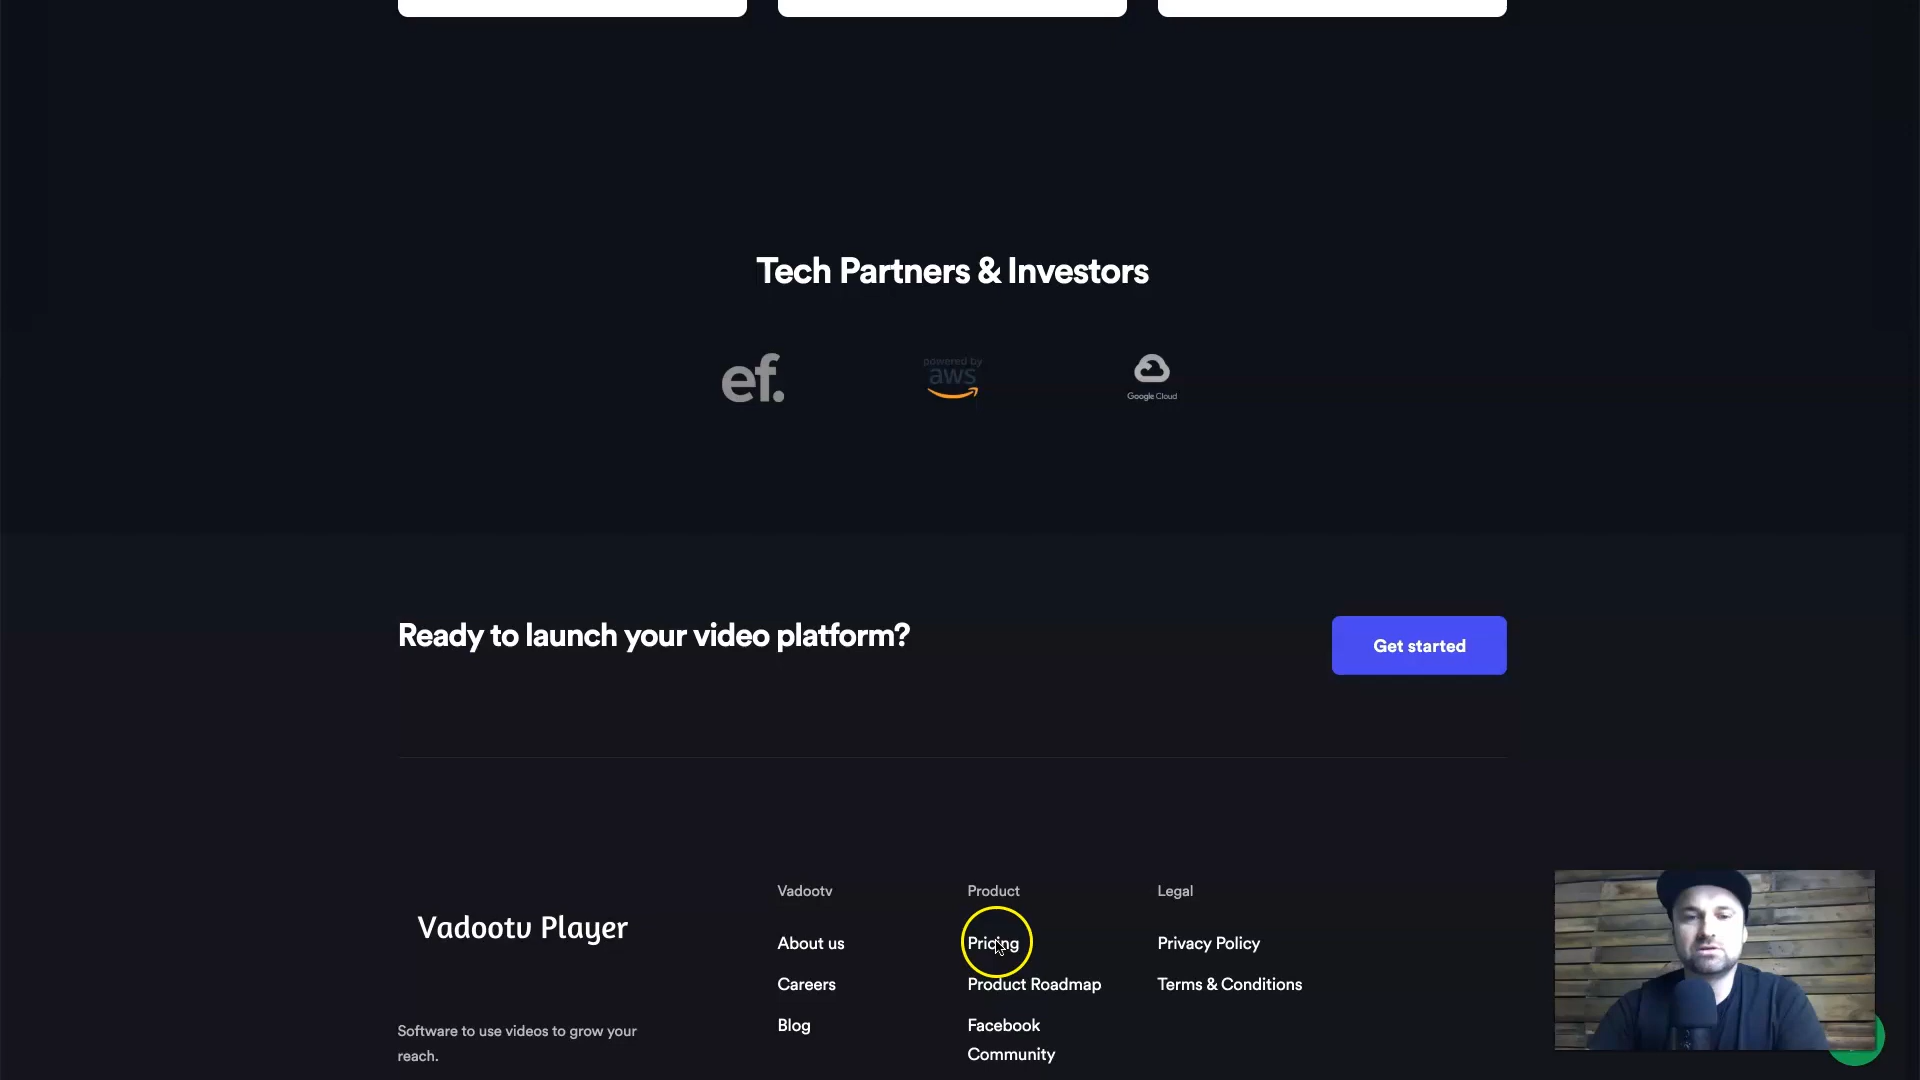 Tech Partners & Investors
ef.
powered by
aws
Google Cloud
Ready to launch your video platform?
Get started
Vadootv Player
Software to use videos to grow your
reach.
Vadootv
About us
Careers
Blog
Product
Pricing
Product Roadmap
Facebook
Community
Legal
Privacy Policy
Terms & Conditions